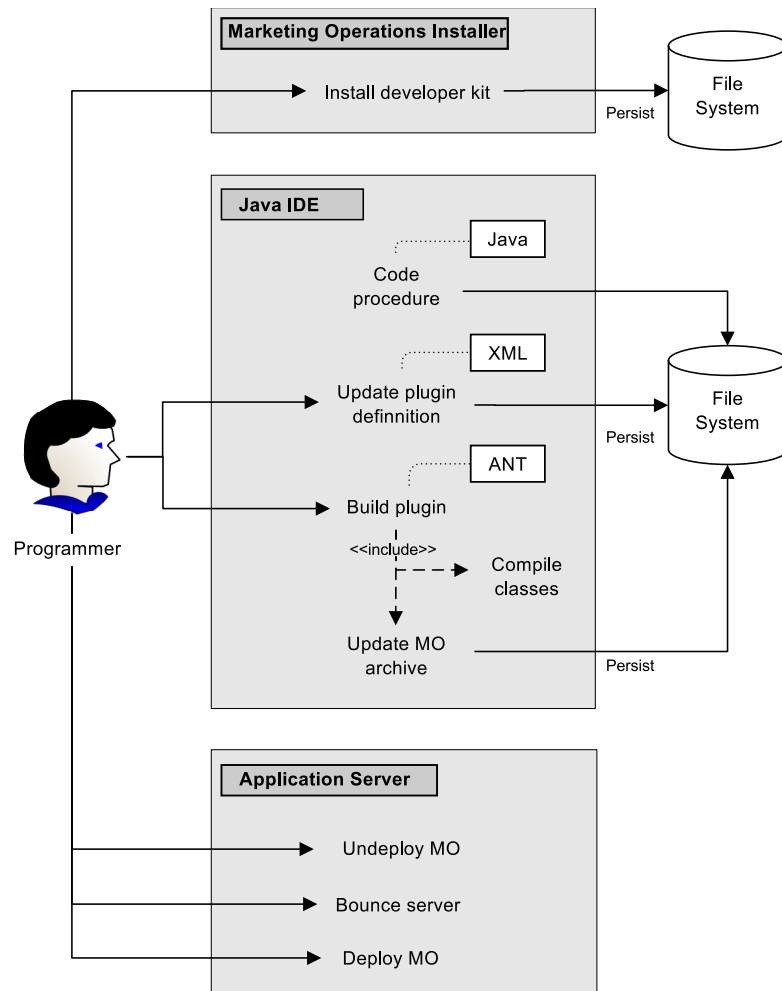 Marketing Operations Installer
Install developer kit
Persist
File
System
Java IDE
Java
Code
procedure
XML
Update plugin
definnition
Persist
File
System
ANT
Build plugin
<<include>>
Compile
classes
Update MO
archive
Persist
Programmer
Application Server
Undeploy MO
Bounce server
Deploy MO